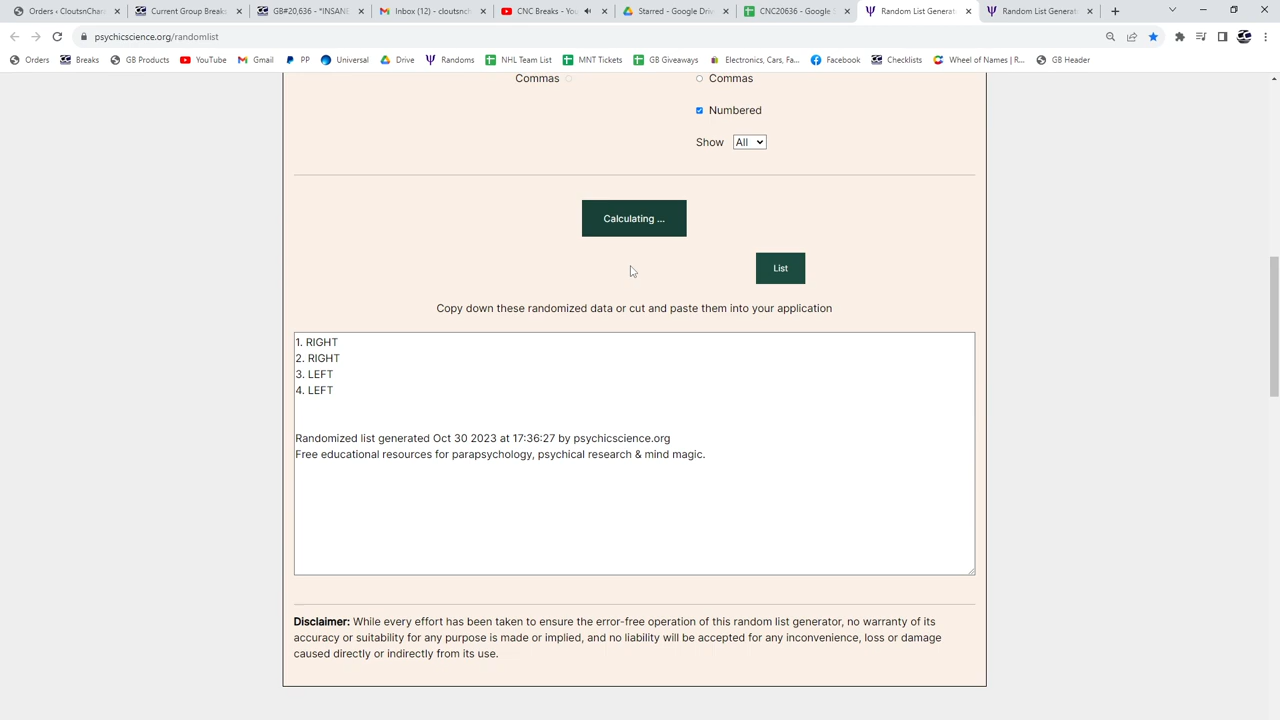 Orders ‹ CloutsnChar
Current Group Breaks
GB#20,636 - *INSANE
Inbox (12) - cloutsnch
CNC Breaks - You
Starred - Google Driv
CNC20636 - Google S
Random List Generato
Random List Generato
psychicscience.org/randomlist
Orders
Breaks
GB Products
YouTube
Gmail
PP
Universal
Drive
Randoms
NHL Team List
MNT Tickets
GB Giveaways
Electronics, Cars, Fa...
Facebook
Checklists
Wheel of Names | R...
GB Header
Commas
Commas
Numbered
Show All
Calculating ...
List
Copy down these randomized data or cut and paste them into your application
1. RIGHT
2. RIGHT
3. LEFT
4. LEFT
Randomized list generated Oct 30 2023 at 17:36:27 by psychicscience.org
Free educational resources for parapsychology, psychical research & mind magic.
Disclaimer: While every effort has been taken to ensure the error-free operation of this random list generator, no warranty of its
accuracy or suitability for any purpose is made or implied, and no liability will be accepted for any inconvenience, loss or damage
caused directly or indirectly from its use.